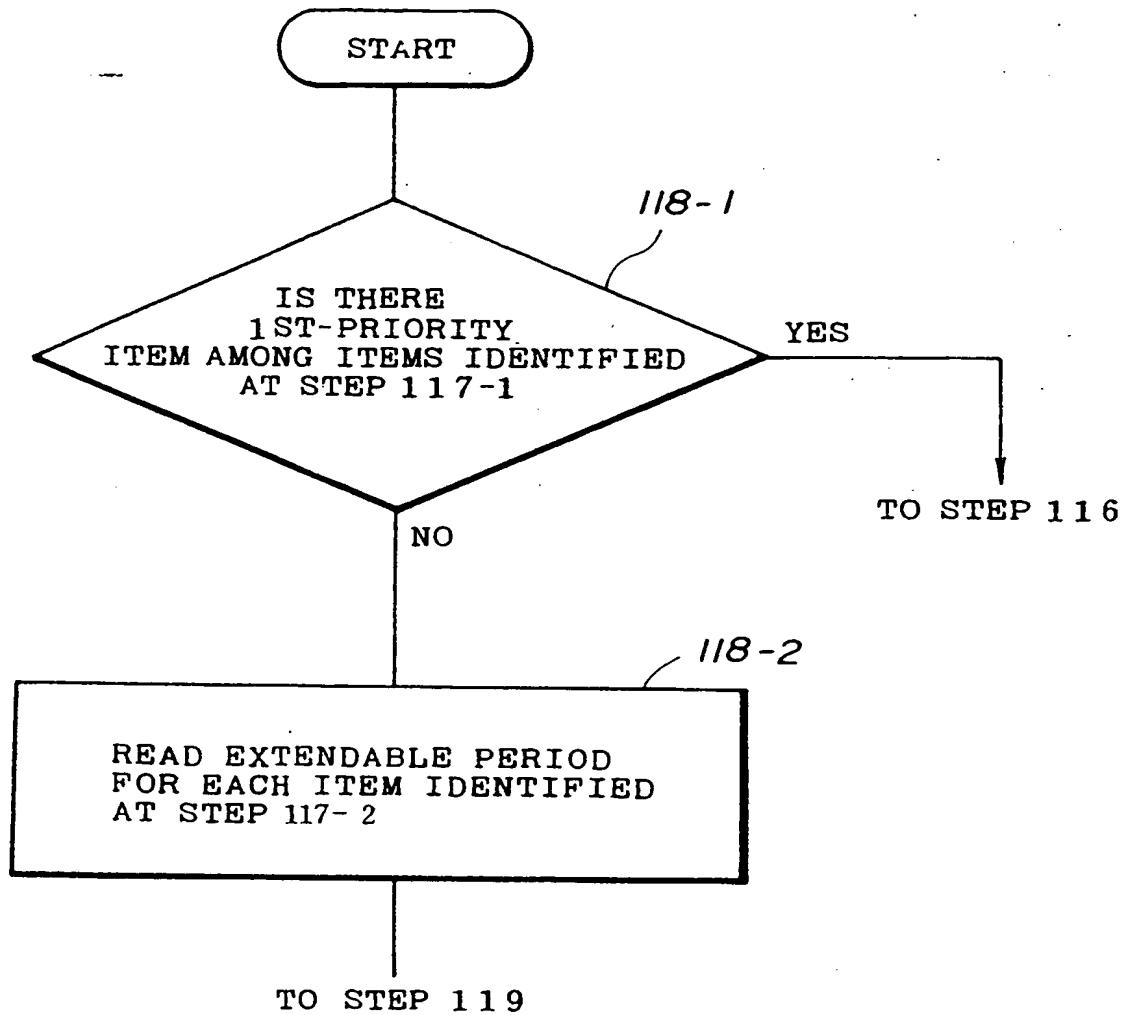 START
118-1
IS THERE
1ST-PRIORITY
ITEM AMONG ITEMS IDENTIFIED
AT STEP 117-1
YES
TO STEP 116
NO
118-2
READ EXTENDABLE PERIOD
FOR EACH ITEM IDENTIFIED
AT STEP 117-2
TO STEP 119